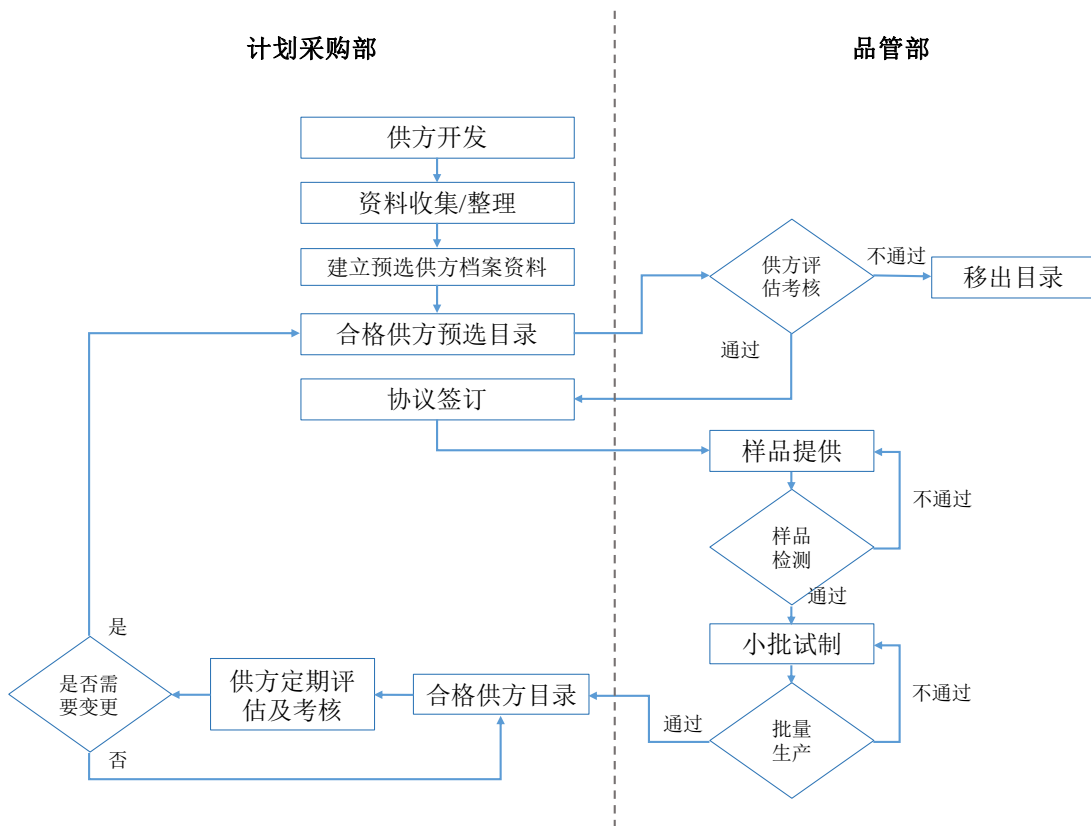 计划采购部
品管部
供方开发
资料收集/整理
建立预选供方档案资料
合格供方预选目录
供方评
估考核
不通过
移出目录
通过
协议签订
样品提供
不通过
样品
检测
通过
小批试制
不通过
批量
生产
通过
合格供方目录
供方定期评
估及考核
是
是否需
要变更
否